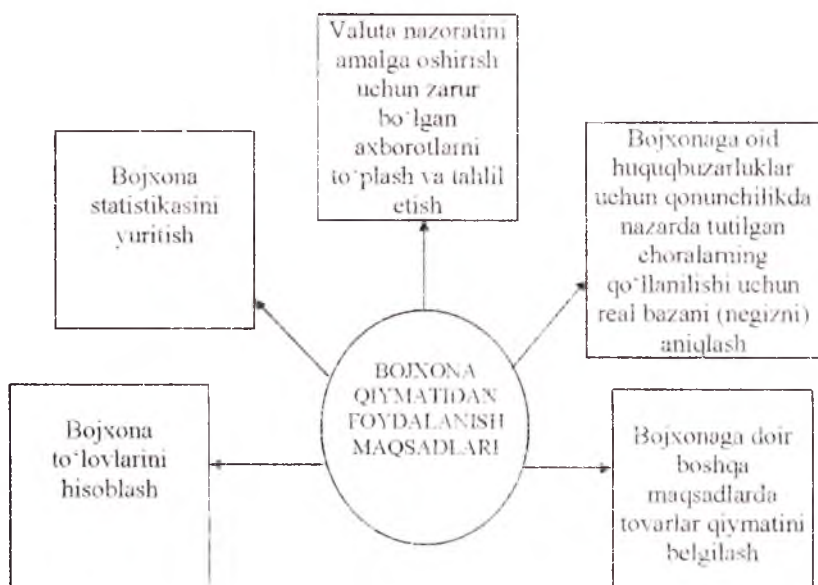 Valuta nazoratini
amalga oshirish
uchun zarur
bo‘lgan
axborotlarni
to‘plash va tahlil
etish
Bojxona
statistikasini
yuritish
Bojxonaga oid
huquqbuzarluklar
uchun qonunchilikda
nazarda tutilgan
choralarning
qo‘llanilishi uchun
real bazani (negizni)
aniqlash
BOJXONA
QIYMATIDAN
FOYDALANISH
MAQSADLARI
Bojxona
to‘lovlarini
hisoblash
Bojxonaga doir
boshqa
maqsadlarda
tovarlar qiymatini
belgilash